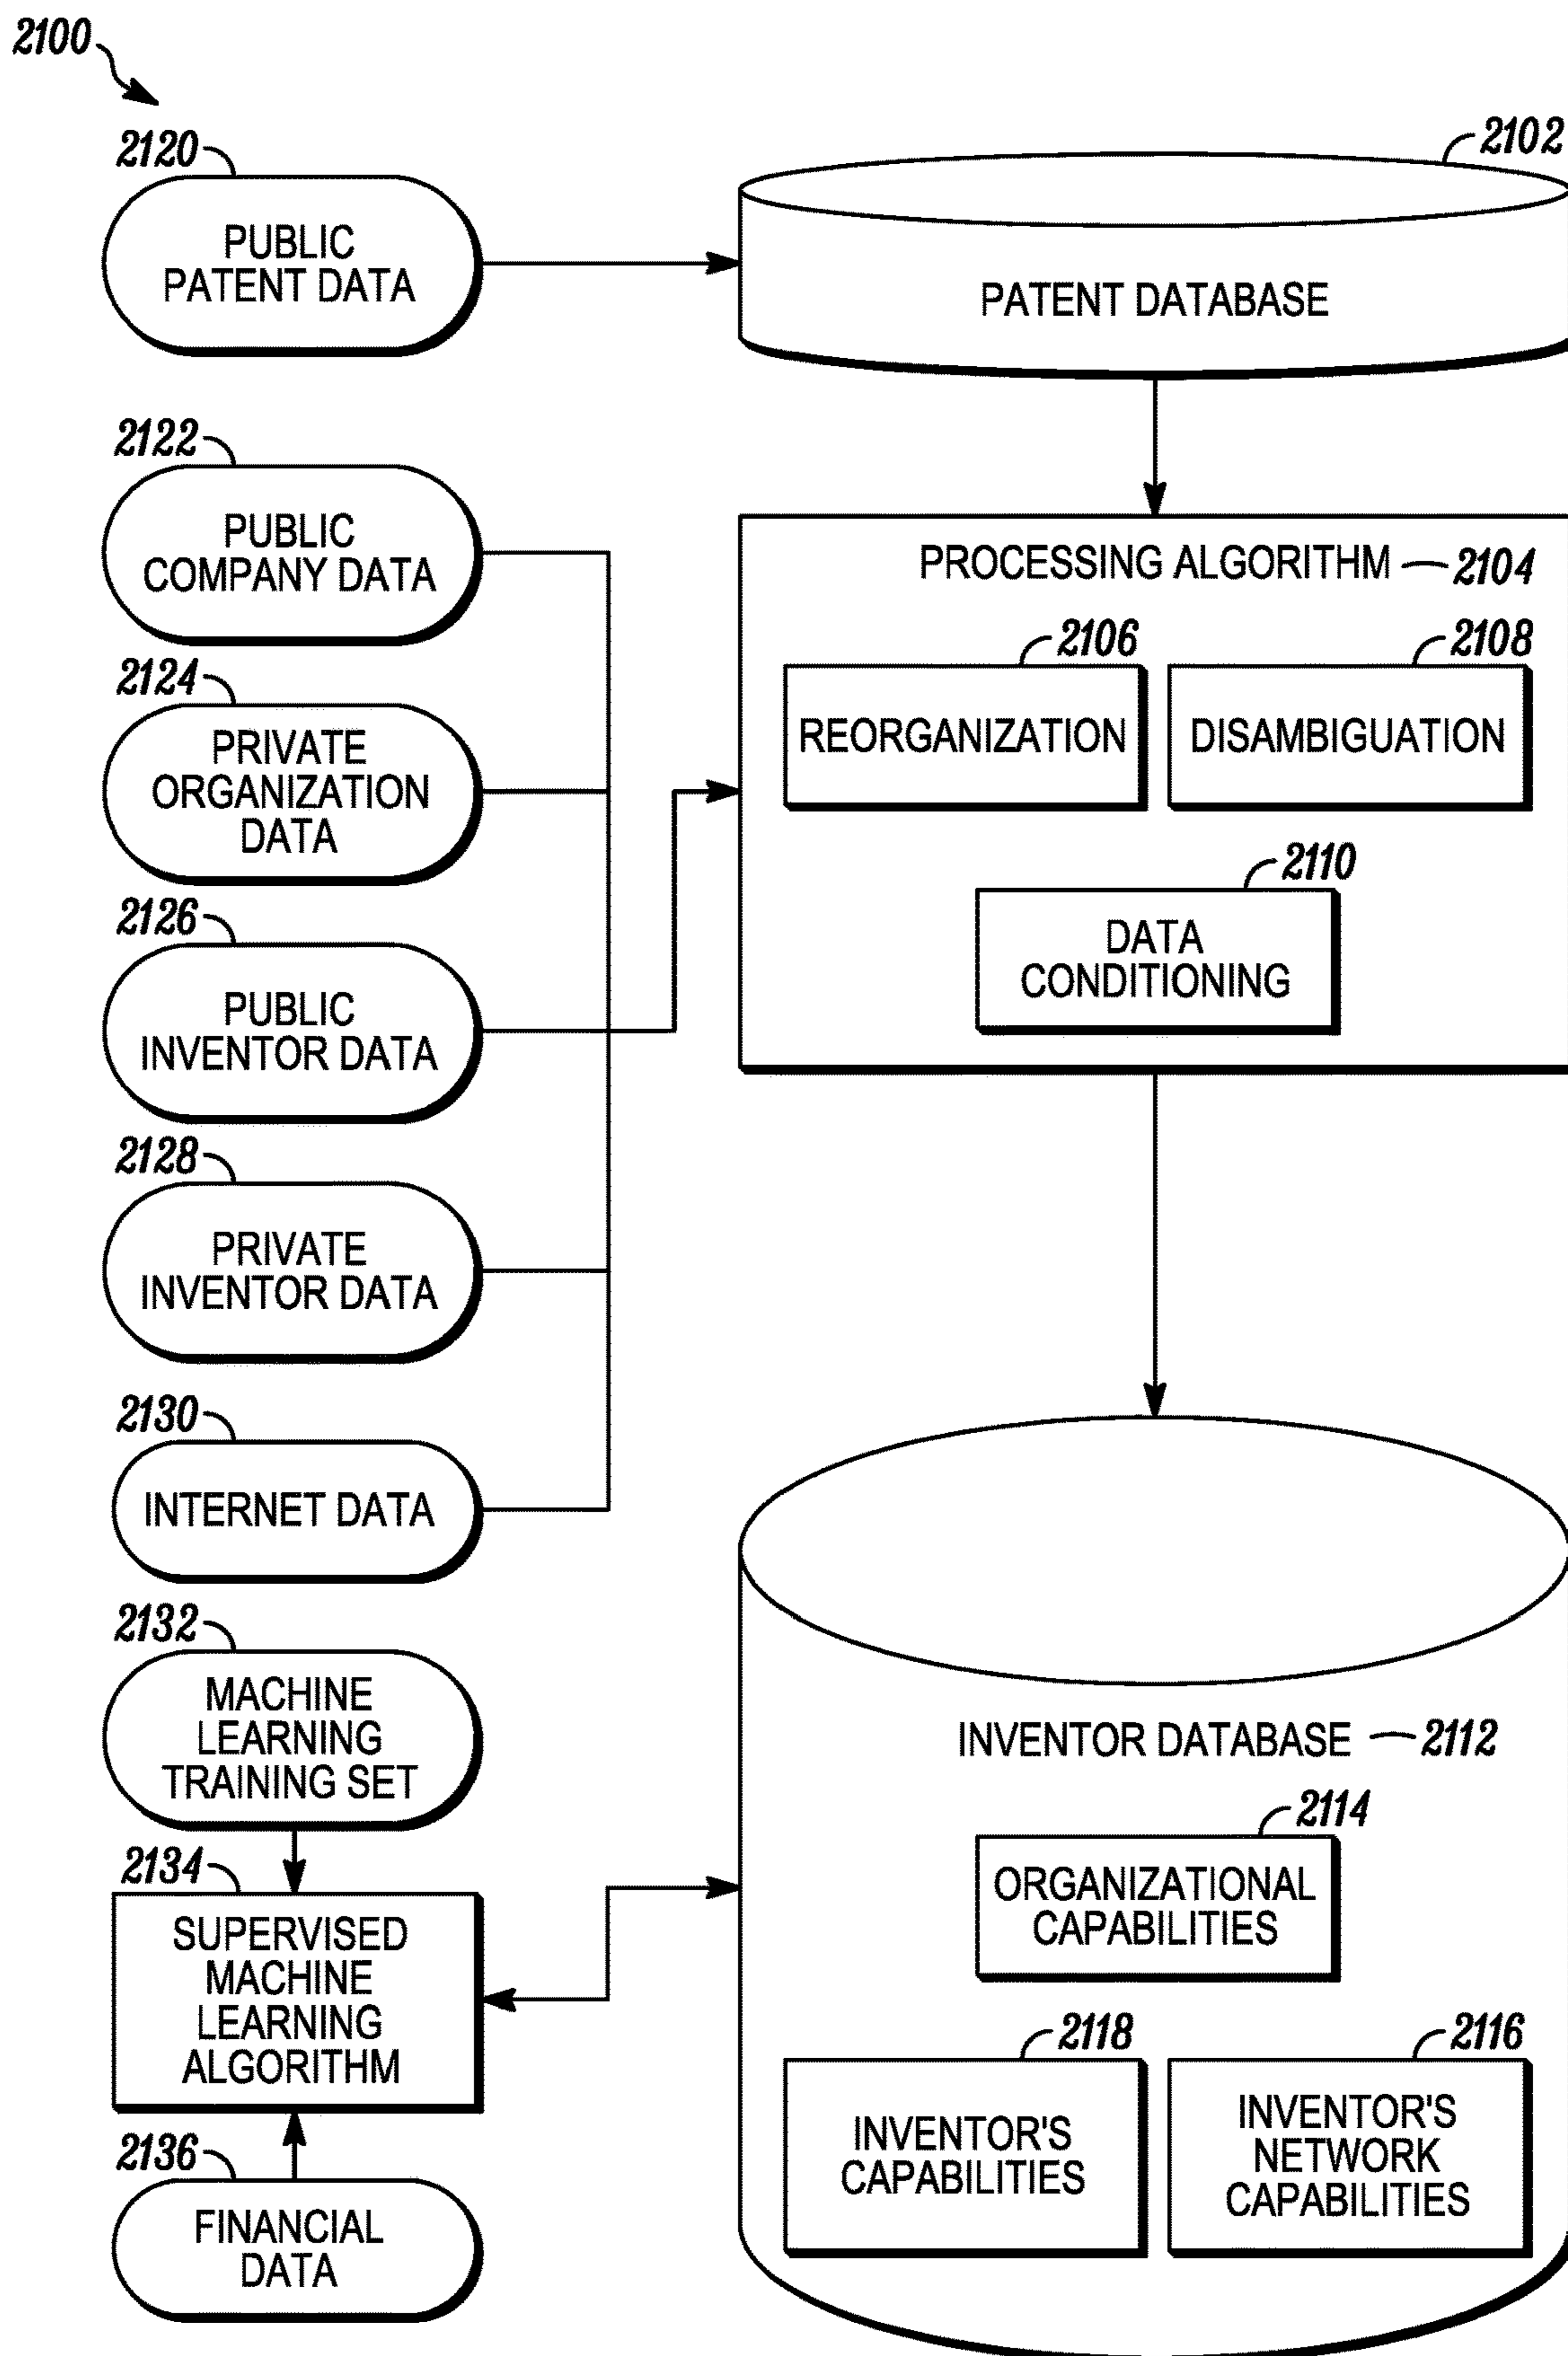 2100
2120
PUBLIC
PATENT DATA
2102
PATENT DATABASE
2122
PUBLIC
COMPANY DATA
2124
PRIVATE
ORGANIZATION
DATA
2126
PUBLIC
INVENTOR DATA
2128
PRIVATE
INVENTOR DATA
2130
INTERNET DATA
PROCESSING ALGORITHM 2104
2106
REORGANIZATION
2108
DISAMBIGUATION
2110
DATA
CONDITIONING
2132
MACHINE
LEARNING
TRAINING SET
2134
SUPERVISED
MACHINE
LEARNING
ALGORITHM
2136
FINANCIAL
DATA
INVENTOR DATABASE 2112
2114
ORGANIZATIONAL
CAPABILITIES
2118
INVENTOR'S
CAPABILITIES
2116
INVENTOR'S
NETWORK
CAPABILITIES